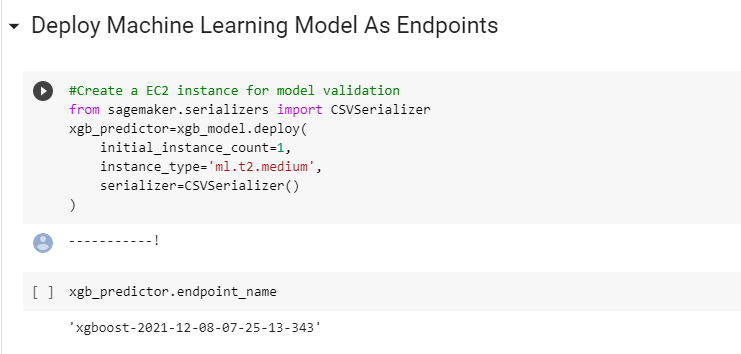 Deploy Machine Learning Model As Endpoints
#Create a EC2 instance for model validation
from sagemaker.serializers import CSVSerializer
xgb_predictor=xgb_model.deploy(
    initial_instance_count=1,
    instance_type='ml.t2.medium',
    serializer=CSVSerializer()
)
-----------!
[ ] xgb_predictor.endpoint_name
'xgboost-2021-12-08-07-25-13-343'